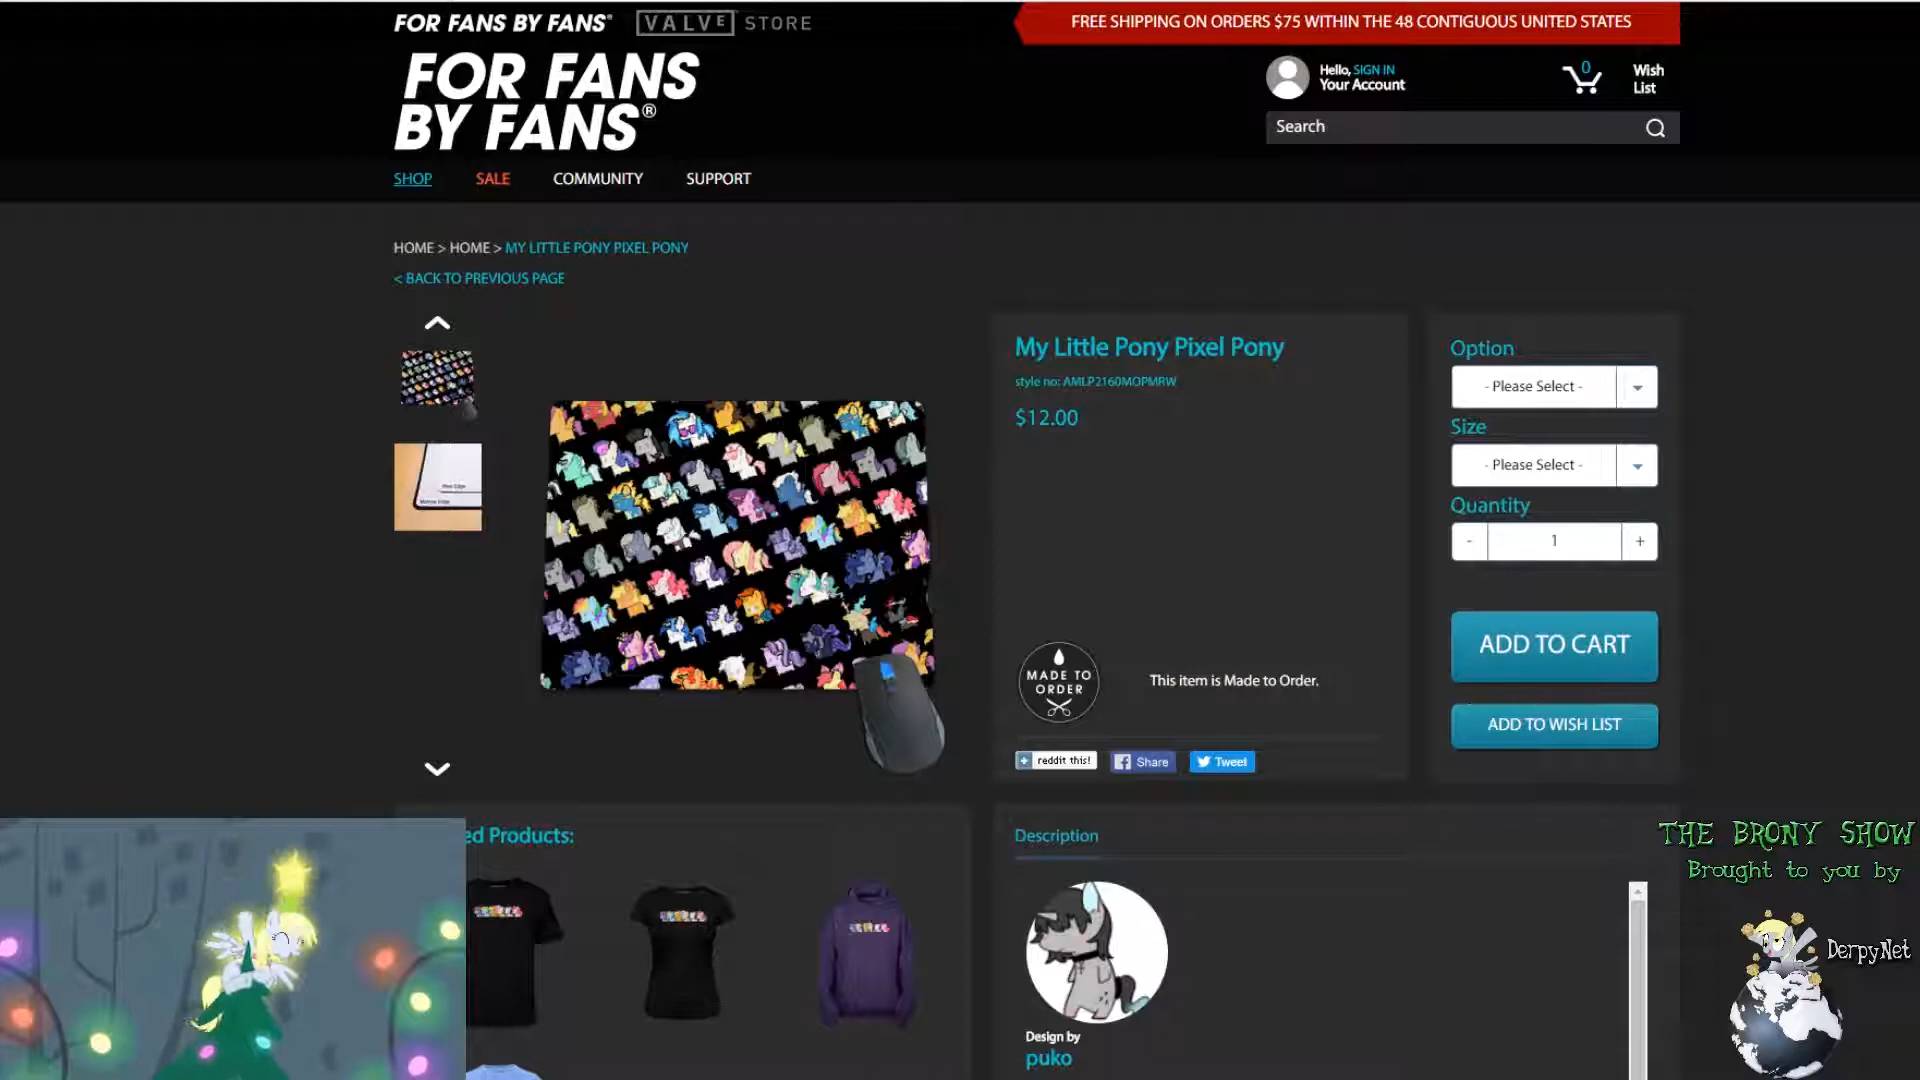 FOR FANS BY FANS®
VALVE STORE
FREE SHIPPING ON ORDERS $75 WITHIN THE 48 CONTIGUOUS UNITED STATES
FOR FANS
BY FANS®
Hello, SIGN IN
Your Account
0
Wish
List
Search
SHOP
SALE
COMMUNITY
SUPPORT
HOME > HOME > MY LITTLE PONY PIXEL PONY
< BACK TO PREVIOUS PAGE
My Little Pony Pixel Pony
style no: AMLP2160MOPMRW
$12.00
MADE TO
ORDER
This item is Made to Order.
reddit this!
Share
Tweet
Option
- Please Select -
Size
- Please Select -
Quantity
- 1 +
ADD TO CART
ADD TO WISH LIST
ed Products:
Description
Design by
puko
THE BRONY SHOW
Brought to you by
DerpyNet